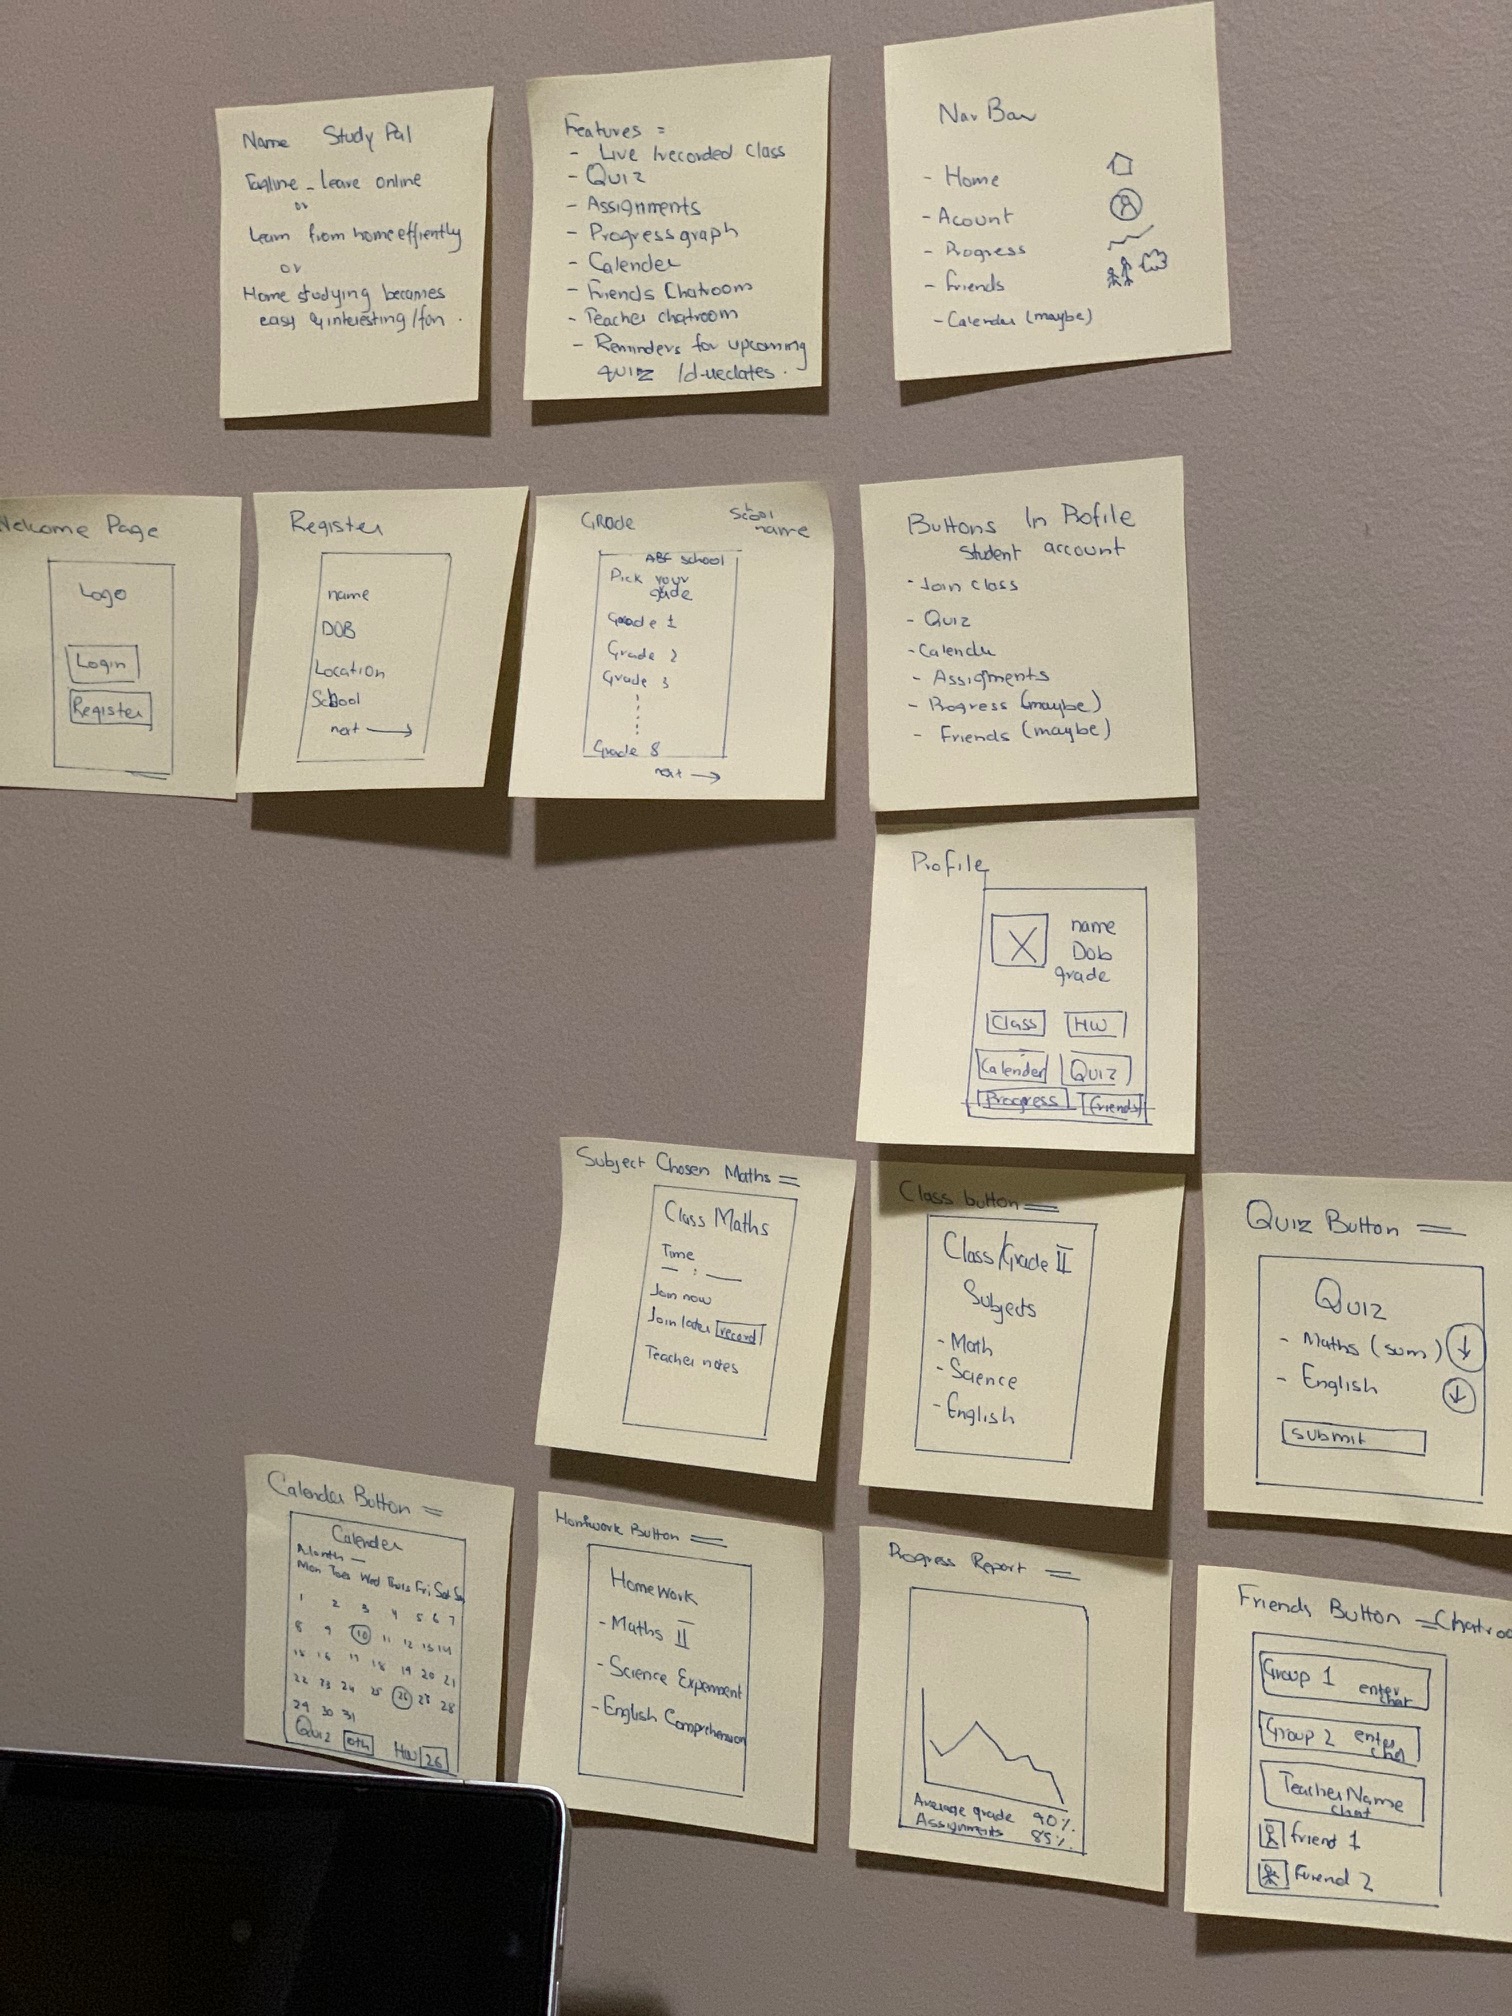 Name Study Pal
Tagline - leave online
or
Learn from home effiently
or
Home studying becomes
easy & interesting/fun.
Features =
- Live/recorded class
- Quiz
- Assignments
- Progress graph
- Calender
- Friends Chatroom
- Teacher chatroom
- Reminders for upcoming
quiz /
Nav Bar
- Home
- Acount
- Progress
- Friends
- Calender (maybe)
Welcome Page
Logo
Login
Register
Register
name
DOB
Location
School
next
GRADE
School
name
school
Pick your
grade
Grade 1
Grade 2
Grade 3
Grade 8
next
Buttons In Profile
Student account
- Join class
- Quiz
- Calender
- Assigments
- Progress (maybe)
- Friends (maybe)
Profile
name
Dob
grade
Class
HW
Calender
Quiz
Progress
friends
Subject Chosen Maths =
Class Maths
Time
— : —
Join now
Join later record
Teacher notes
Class button =
Class/Grade II
Subjects
- Math
- Science
- English
Quiz Button =
Quiz
- Maths (sum)
- English
submit
Calender Button =
Calender
Month —
Mon Tues Wed Thurs Fri Sat Su
1 2 3 4 5 6 7
8 9 10 11 12 13 14
15 16 17 18 19 20 21
22 23 24 25 26 27 28
29 30 31
Quiz 10th HW 26
Homework Button =
HomeWork
- Maths II
- Science Experiment
- English Comprehension
Progress Report =
Average grade 90%
Assignments 85%
Friends Button = Chatroo
Group 1 enter
chat
Group 2 enter
chat
Teacher Name
chat
friend 1
Friend 2